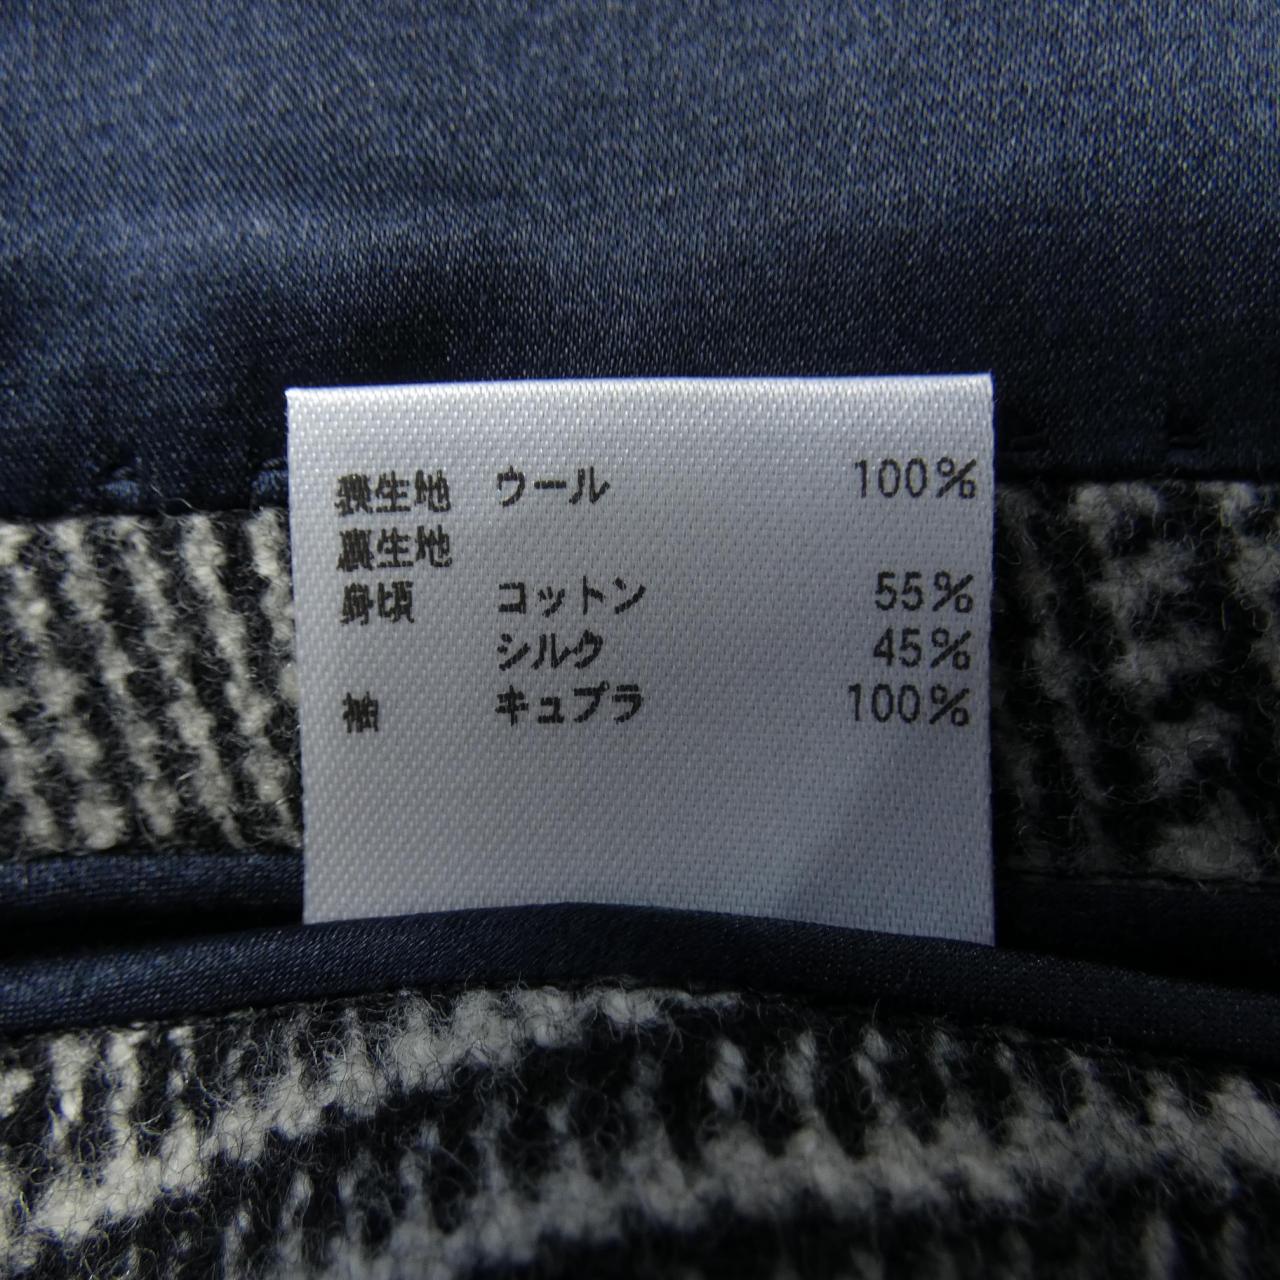 表生地 ウール 100%
裏生地
身頃 コットン 55%
シルク 45%
袖 キュプラ 100%